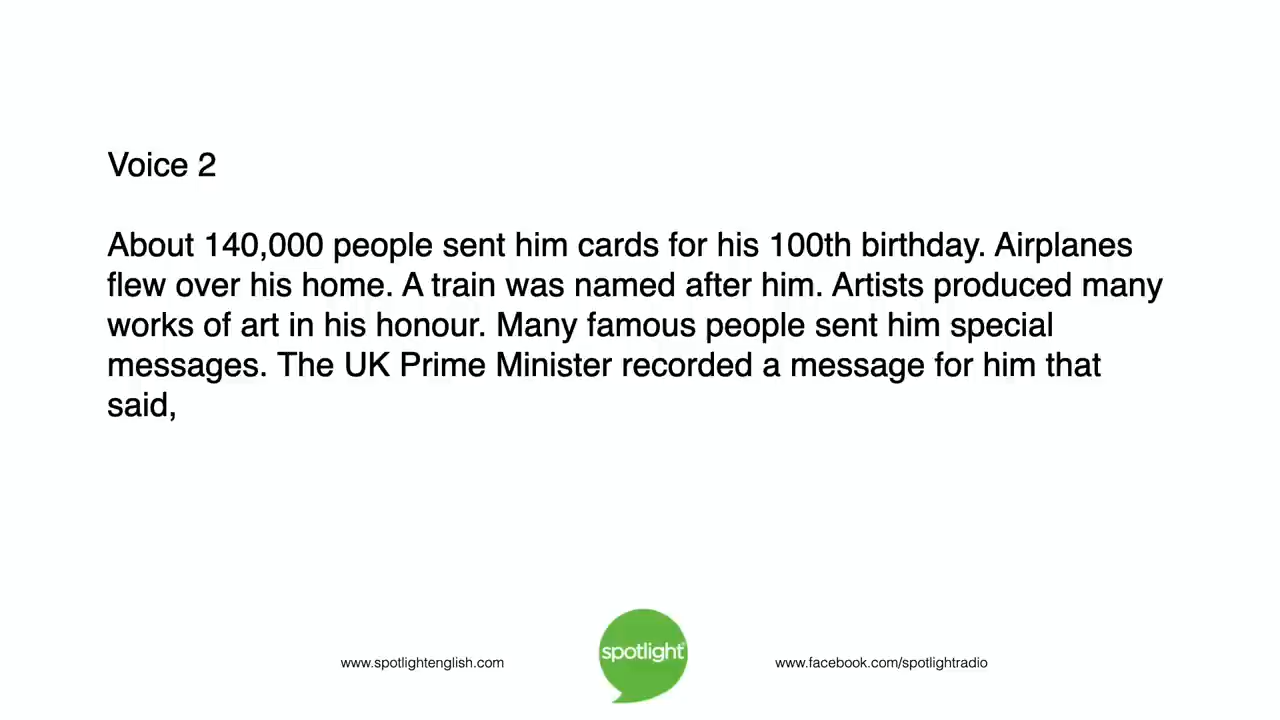 Voice 2
About 140,000 people sent him cards for his 100th birthday. Airplanes
flew over his home. A train was named after him. Artists produced many
works of art in his honour. Many famous people sent him special
messages. The UK Prime Minister recorded a message for him that
said,
www.spotlightenglish.com
spotlight®
www.facebook.com/spotlightradio